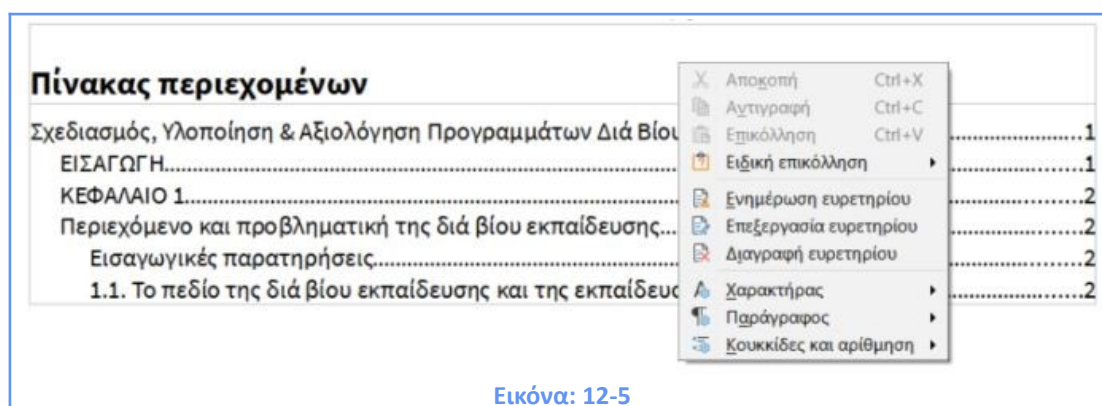 Πίνακας περιεχομένων
Σχεδιασμός, Υλοποίηση & Αξιολόγηση Προγραμμάτων Διά Βίου ...1
ΕΙΣΑΓΩΓΗ...1
ΚΕΦΑΛΑΙΟ 1...2
Περιεχόμενο και προβληματική της διά βίου εκπαίδευσης...2
Εισαγωγικές παρατηρήσεις...2
1.1. Το πεδίο της διά βίου εκπαίδευσης και της ...2
Αποκοπή Ctrl+X
Αντιγραφή Ctrl+C
Επικόλληση Ctrl+V
Ειδική επικόλληση
Ενημέρωση ευρετηρίου
Επεξεργασία ευρετηρίου
Διαγραφή ευρετηρίου
Χαρακτήρας
Παράγραφος
Κουκκίδες και αρίθμηση
Εικόνα: 12-5